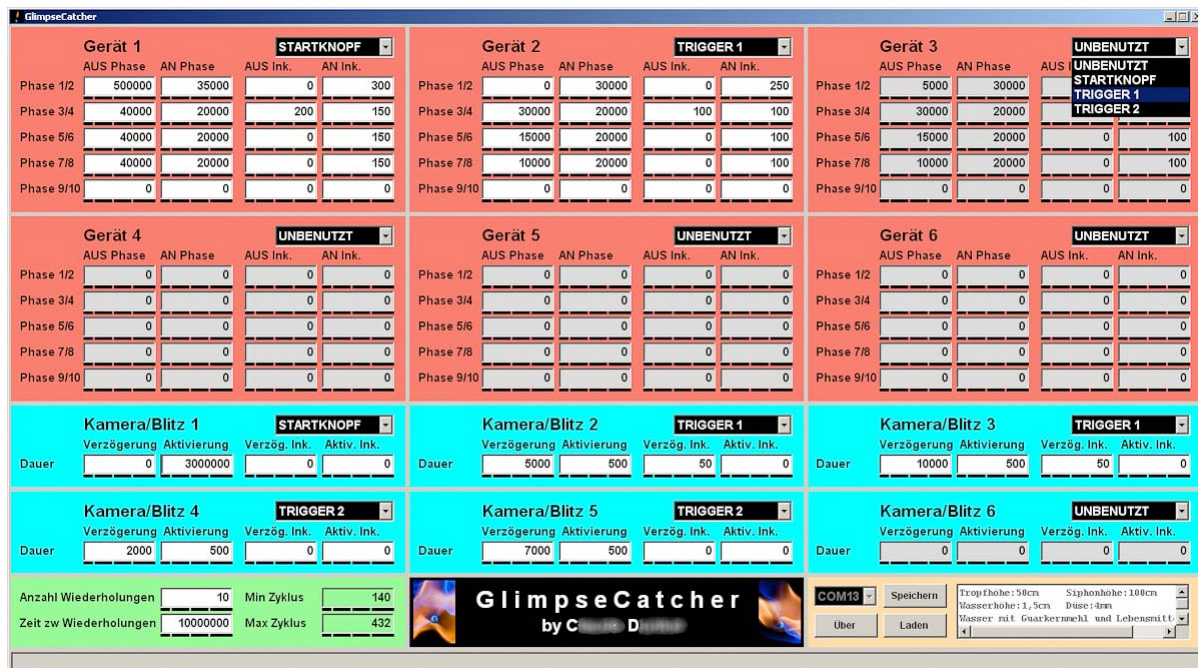 GlimpseCatcher
Gerät 1 STARTKNOPF
AUS Phase AN Phase AUS Ink. AN Ink.
Phase 1/2 500000 35000 0 300
Phase 3/4 40000 20000 200 150
Phase 5/6 40000 20000 0 150
Phase 7/8 40000 20000 0 150
Phase 9/10 0 0 0 0
Gerät 2 TRIGGER 1
AUS Phase AN Phase AUS Ink. AN Ink.
Phase 1/2 0 30000 0 250
Phase 3/4 30000 20000 100 100
Phase 5/6 15000 20000 0 100
Phase 7/8 10000 20000 0 100
Phase 9/10 0 0 0 0
Gerät 3 UNBENUTZT
UNBENUTZT
STARTKNOPF
TRIGGER 1
TRIGGER 2
AUS Phase AN Phase AUS I
Phase 1/2 5000 30000
Phase 3/4 30000 20000
Phase 5/6 15000 20000 0 100
Phase 7/8 10000 20000 0 100
Phase 9/10 0 0 0 0
Gerät 4 UNBENUTZT
AUS Phase AN Phase AUS Ink. AN Ink.
Phase 1/2 0 0 0 0
Phase 3/4 0 0 0 0
Phase 5/6 0 0 0 0
Phase 7/8 0 0 0 0
Phase 9/10 0 0 0 0
Gerät 5 UNBENUTZT
AUS Phase AN Phase AUS Ink. AN Ink.
Phase 1/2 0 0 0 0
Phase 3/4 0 0 0 0
Phase 5/6 0 0 0 0
Phase 7/8 0 0 0 0
Phase 9/10 0 0 0 0
Gerät 6 UNBENUTZT
AUS Phase AN Phase AUS Ink. AN Ink.
Phase 1/2 0 0 0 0
Phase 3/4 0 0 0 0
Phase 5/6 0 0 0 0
Phase 7/8 0 0 0 0
Phase 9/10 0 0 0 0
Kamera/Blitz 1 STARTKNOPF
Verzögerung Aktivierung Verzög. Ink. Aktiv. Ink.
Dauer 0 3000000 0 0
Kamera/Blitz 2 TRIGGER 1
Verzögerung Aktivierung Verzög. Ink. Aktiv. Ink.
Dauer 5000 500 50 0
Kamera/Blitz 3 TRIGGER 1
Verzögerung Aktivierung Verzög. Ink. Aktiv. Ink.
Dauer 10000 500 50 0
Kamera/Blitz 4 TRIGGER 2
Verzögerung Aktivierung Verzög. Ink. Aktiv. Ink.
Dauer 2000 500 0 0
Kamera/Blitz 5 TRIGGER 2
Verzögerung Aktivierung Verzög. Ink. Aktiv. Ink.
Dauer 7000 500 0 0
Kamera/Blitz 6 UNBENUTZT
Verzögerung Aktivierung Verzög. Ink. Aktiv. Ink.
Dauer 0 0 0 0
Anzahl Wiederholungen 10 Min Zyklus 140
Zeit zw Wiederholungen 10000000 Max Zyklus 432
GlimpseCatcher
by
COM13 Speichern
Über Laden
Tropfhöhe:50cm Siphonhöhe:100cm
Wasserhöhe:1,5cm Düse:4mm
Wasser mit Guarkernmehl und Lebensmitt